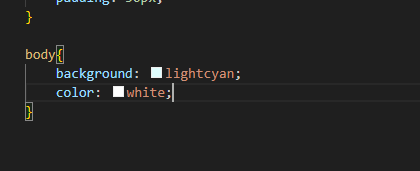 }
body{
background: lightcyan;
color: white;
}